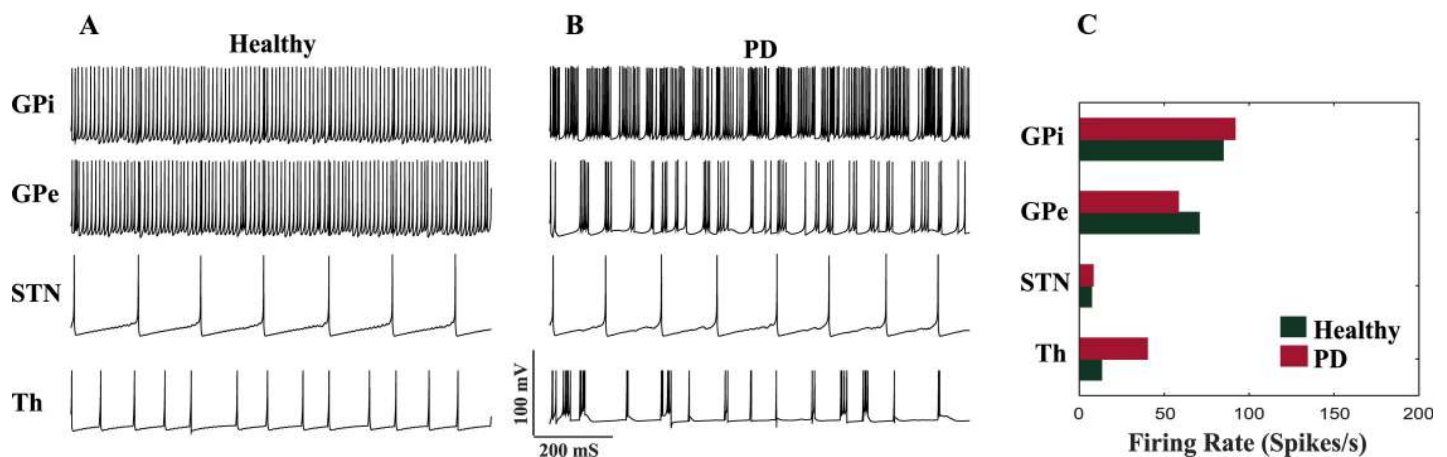 A
Healthy
GPi
GPe
STN
Th
B
PD
100 mV
200 mS
C
GPi
GPe
STN
Th
Healthy
PD
0 50 100 150 200
Firing Rate (Spikes/s)